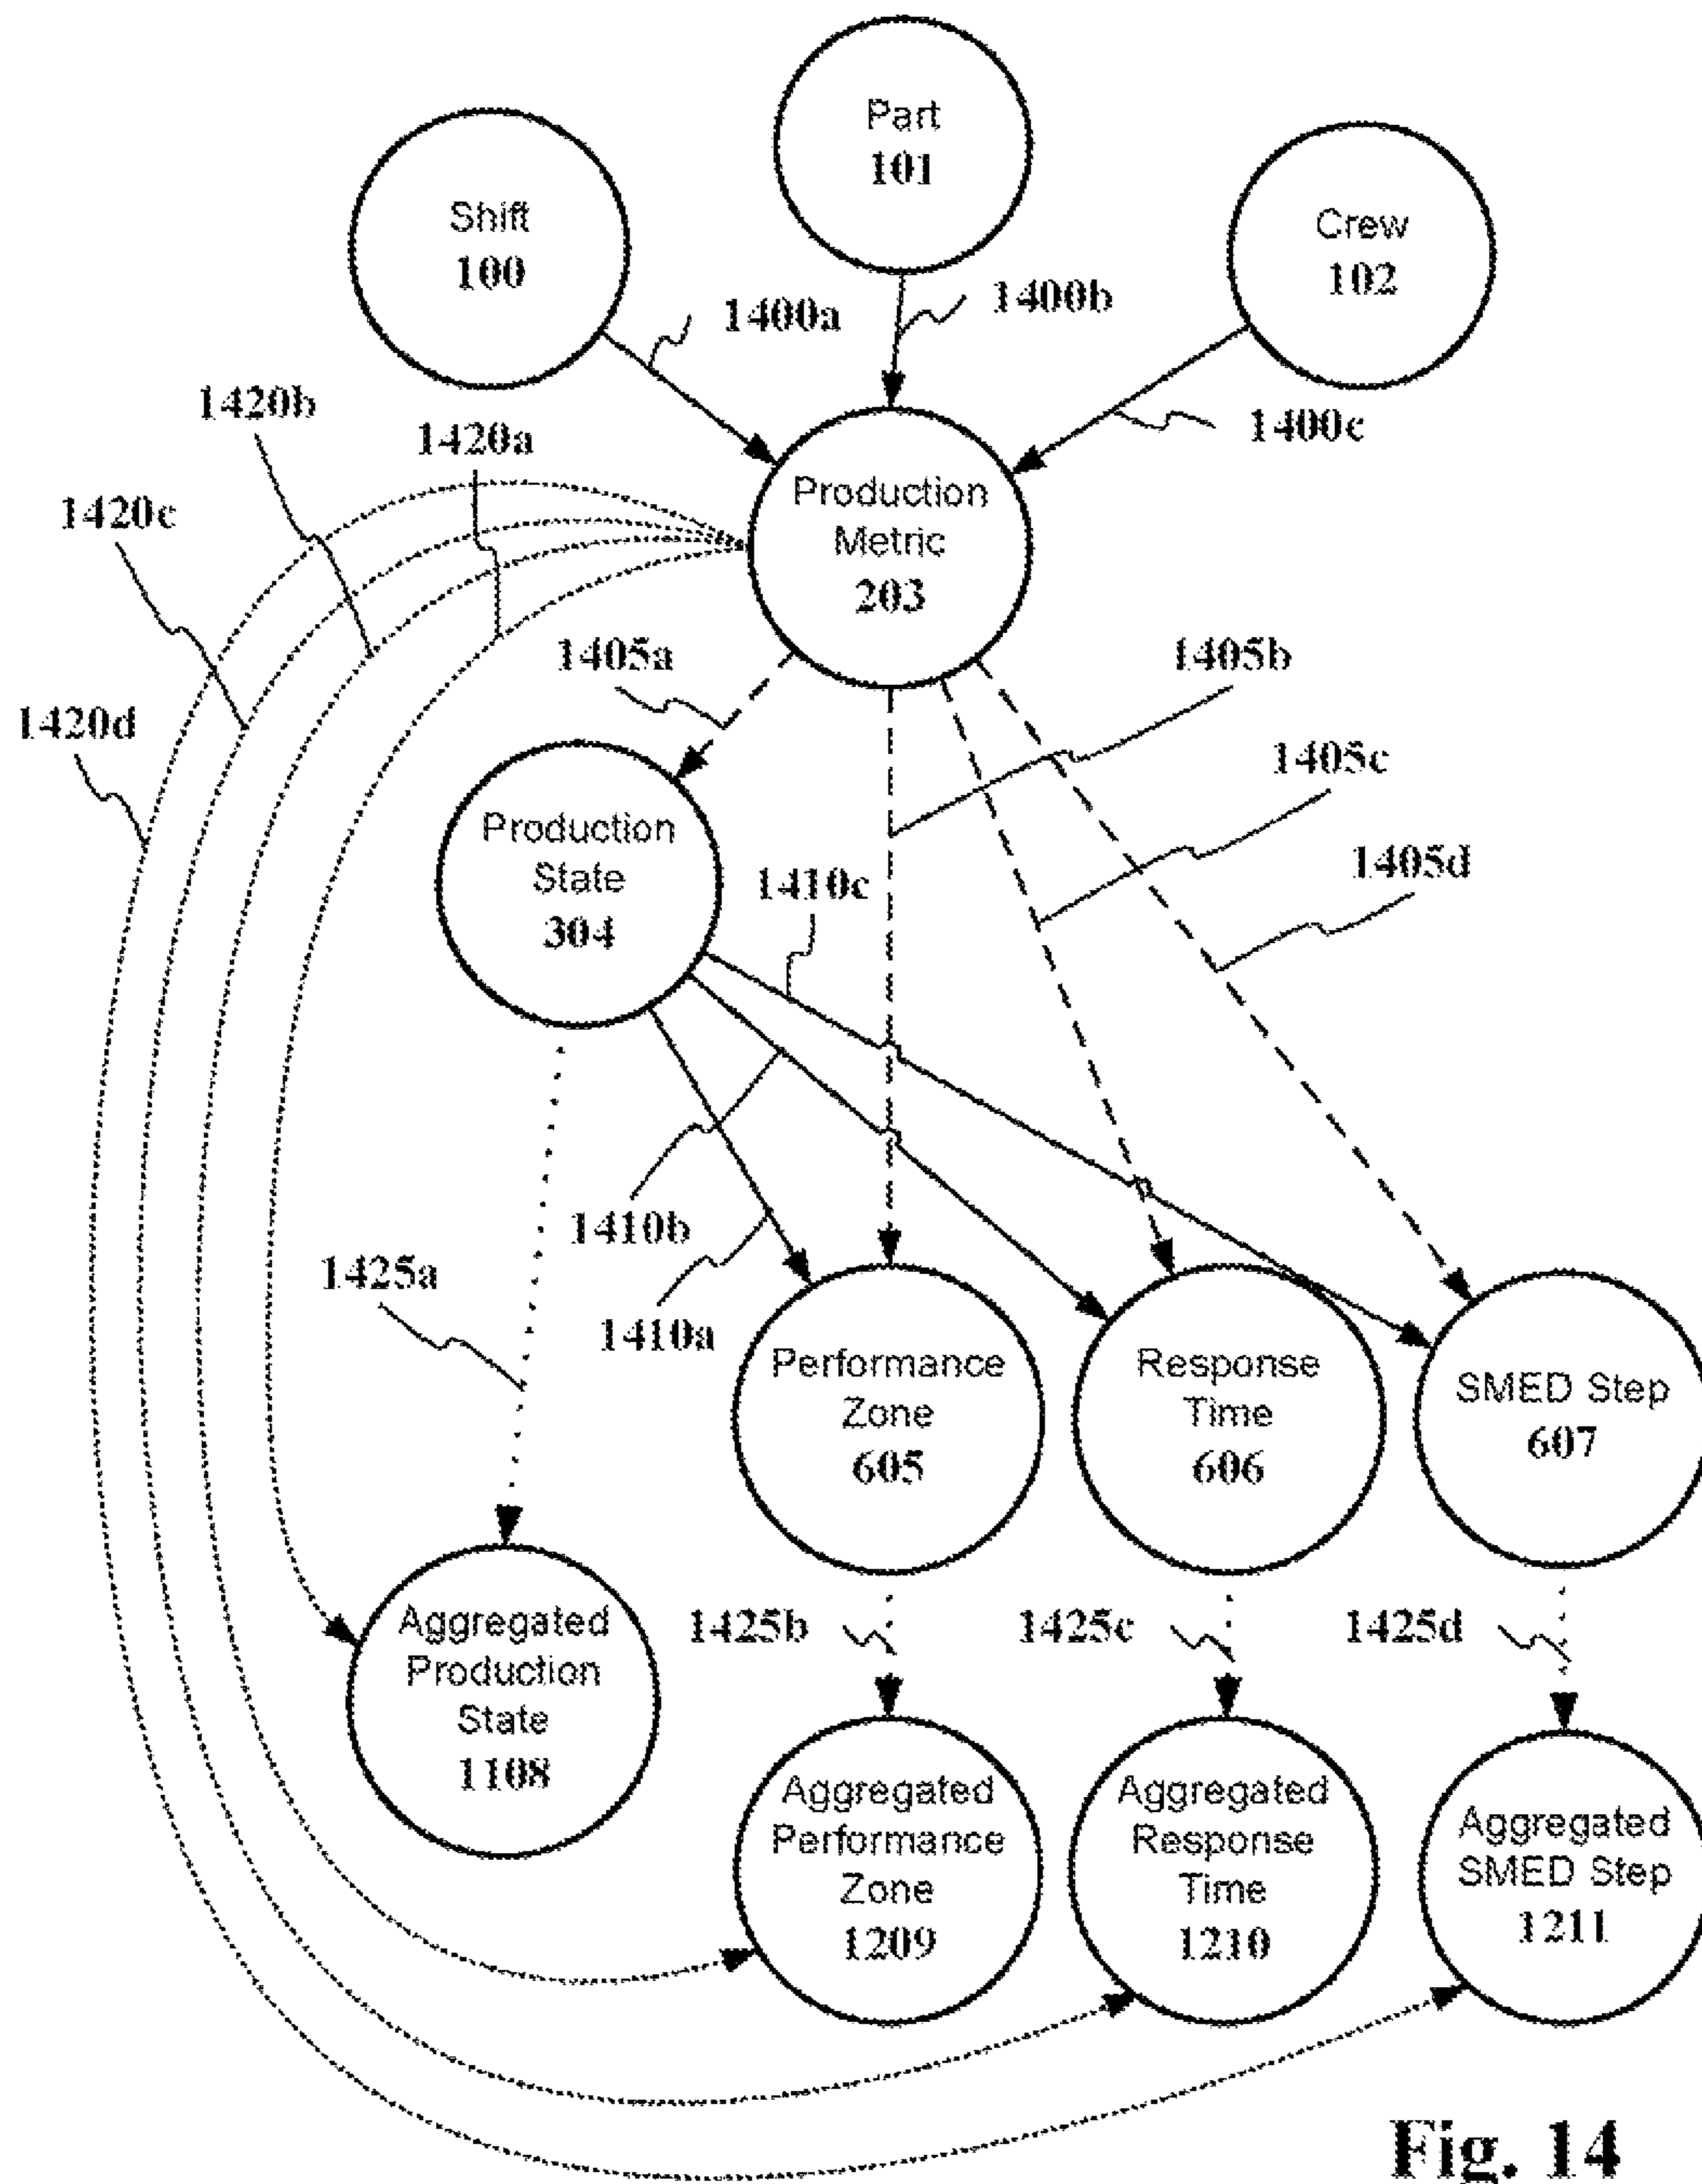 Part
101
Shift
100
Crew
102
1400a
1400b
1400c
1420b
1420a
1420c
1420d
Production
Metric
203
1405a
1405b
1405c
1405d
Production
State
304
1410c
1410b
1410a
1425a
Performance
Zone
605
Response
Time
606
SMED Step
607
1425b
1425c
1425d
Aggregated
Production
State
1108
Aggregated
Performance
Zone
1209
Aggregated
Response
Time
1210
Aggregated
SMED Step
1211
Fig. 14